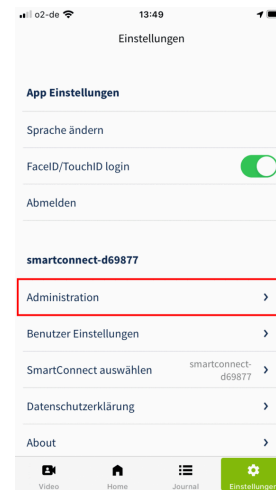 o2-de 13:49
Einstellungen
App Einstellungen
Sprache ändern
FaceID/TouchID login
Abmelden
smartconnect-d69877
Administration
Benutzer Einstellungen
SmartConnect auswählen smartconnect-
d69877
Datenschutzerklärung
About
Video Home Journal Einstellungen